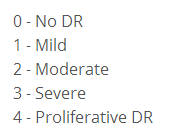 0 - No DR
1 - Mild
2 - Moderate
3 - Severe
4 - Proliferative DR